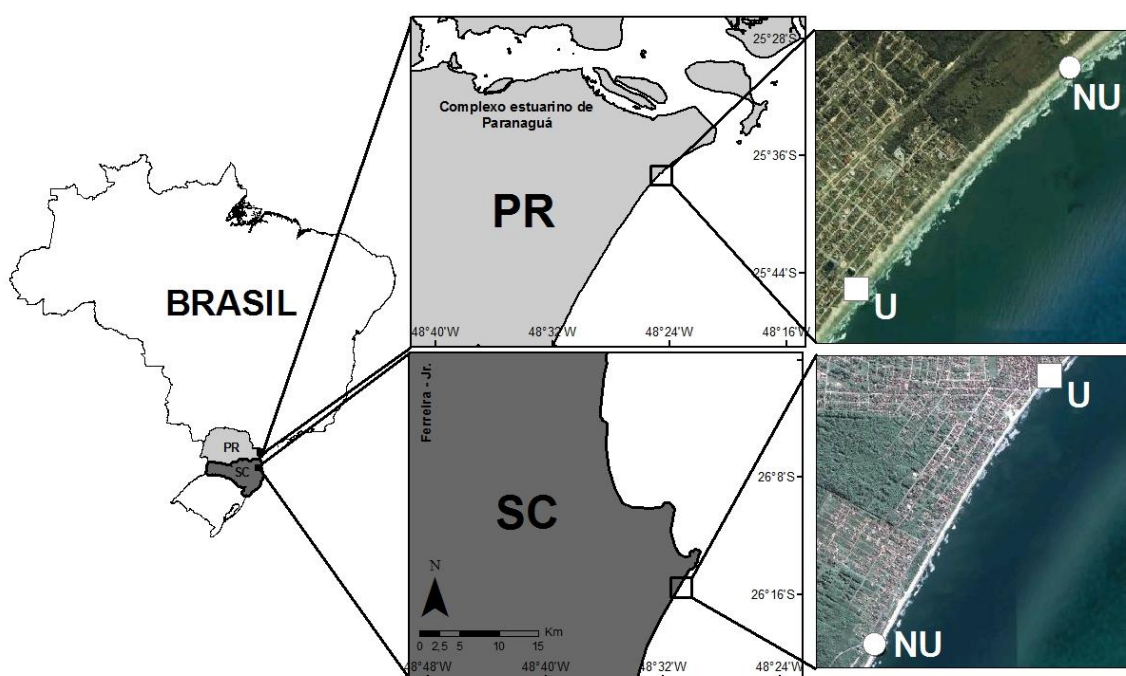 BRASIL
PR
SC
Complexo estuarino de
Paranaguá
PR
25°28'S
25°36'S
25°44'S
48°40'W
48°32'W
48°24'W
48°16'W
NU
U
Ferreira - Jr.
SC
N
Km
0 2,5 5 10 15
26°8'S
26°16'S
48°48'W
48°40'W
48°32'W
48°24'W
U
NU